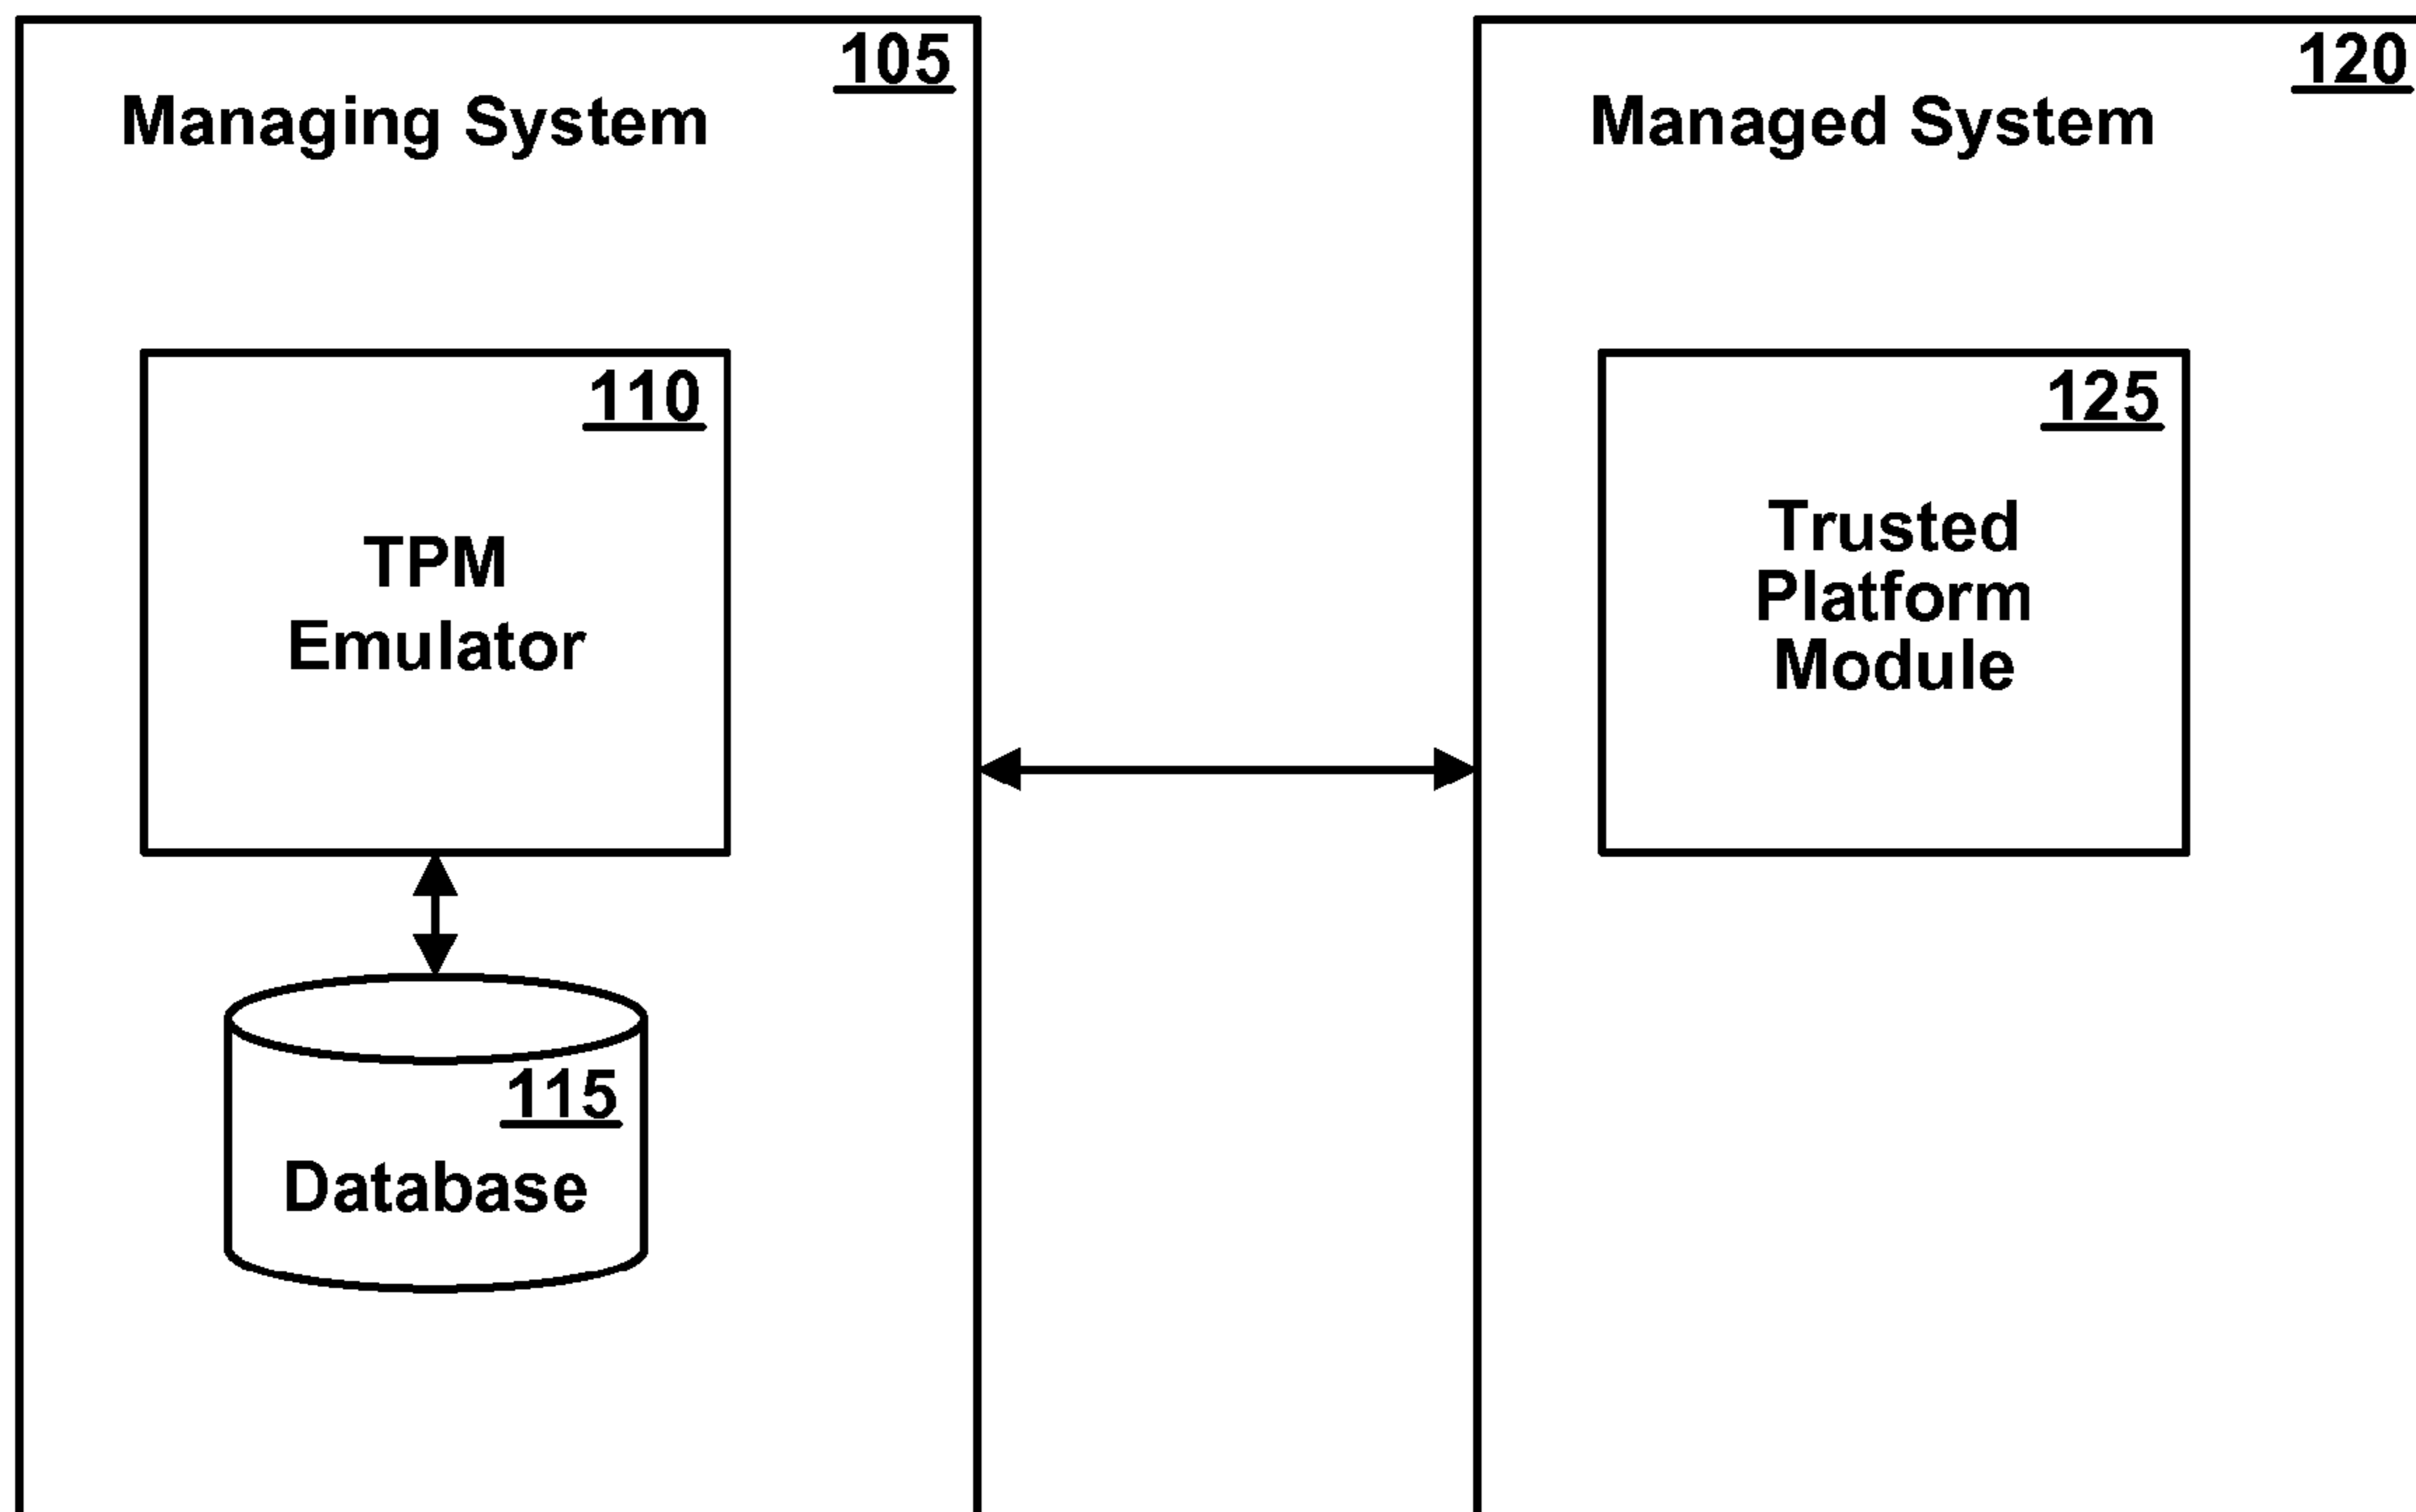 105
Managing System
110
TPM
Emulator
115
Database
120
Managed System
125
Trusted
Platform
Module